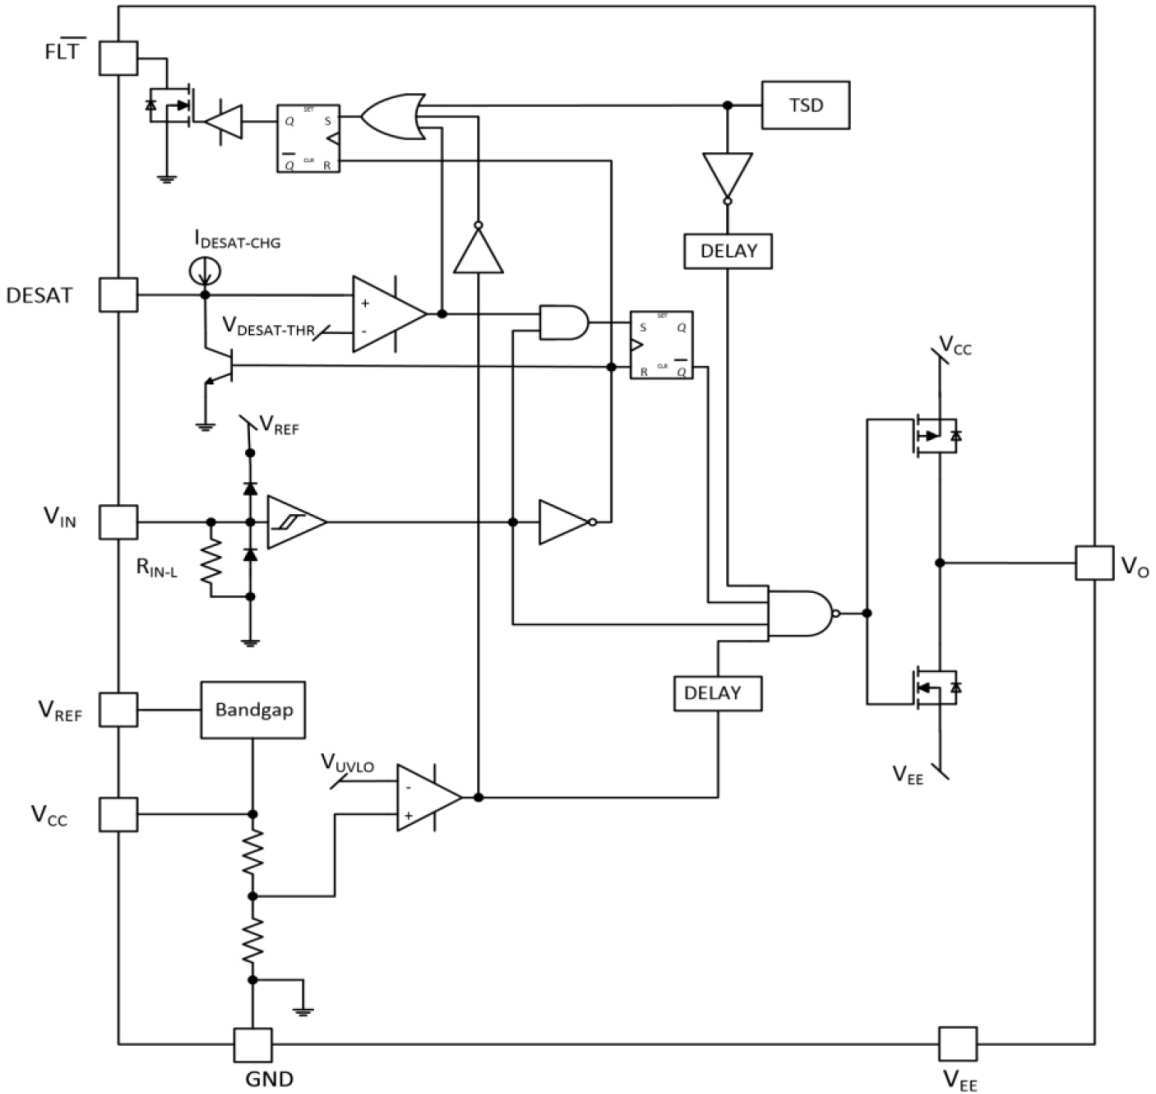 FLT
TSD
SET
Q S
Q CLR R
DELAY
IDESAT-CHG
DESAT
+
VDESAT-THR
-
SET
S Q
R CLR Q
VCC
VREF
VIN
RIN-L
VO
DELAY
VREF
Bandgap
VUVLO
-
VEE
VCC
+
GND
VEE